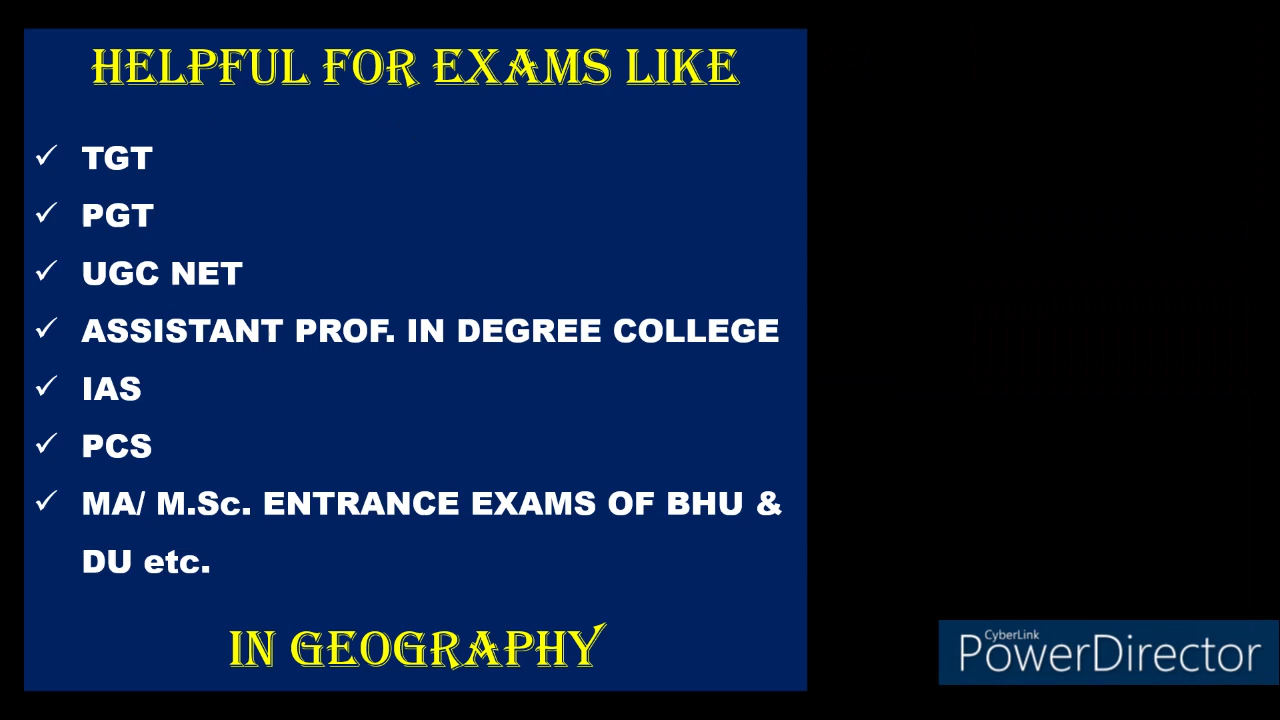 HELPFUL FOR EXAMS LIKE
✓ TGT
✓ PGT
✓ UGC NET
✓ ASSISTANT PROF. IN DEGREE COLLEGE
✓ IAS
✓ PCS
✓ MA/ M.Sc. ENTRANCE EXAMS OF BHU &
DU etc.
IN GEOGRAPHY
CyberLink
PowerDirector